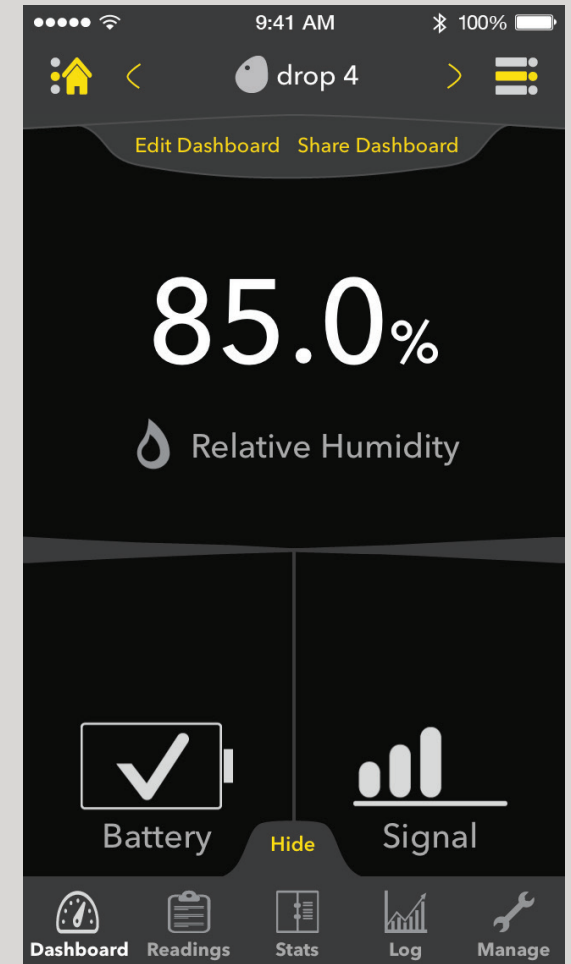 9:41 AM 100%
drop 4
Edit Dashboard Share Dashboard
85.0%
Relative Humidity
Battery Hide Signal
Dashboard Readings Stats Log Manage